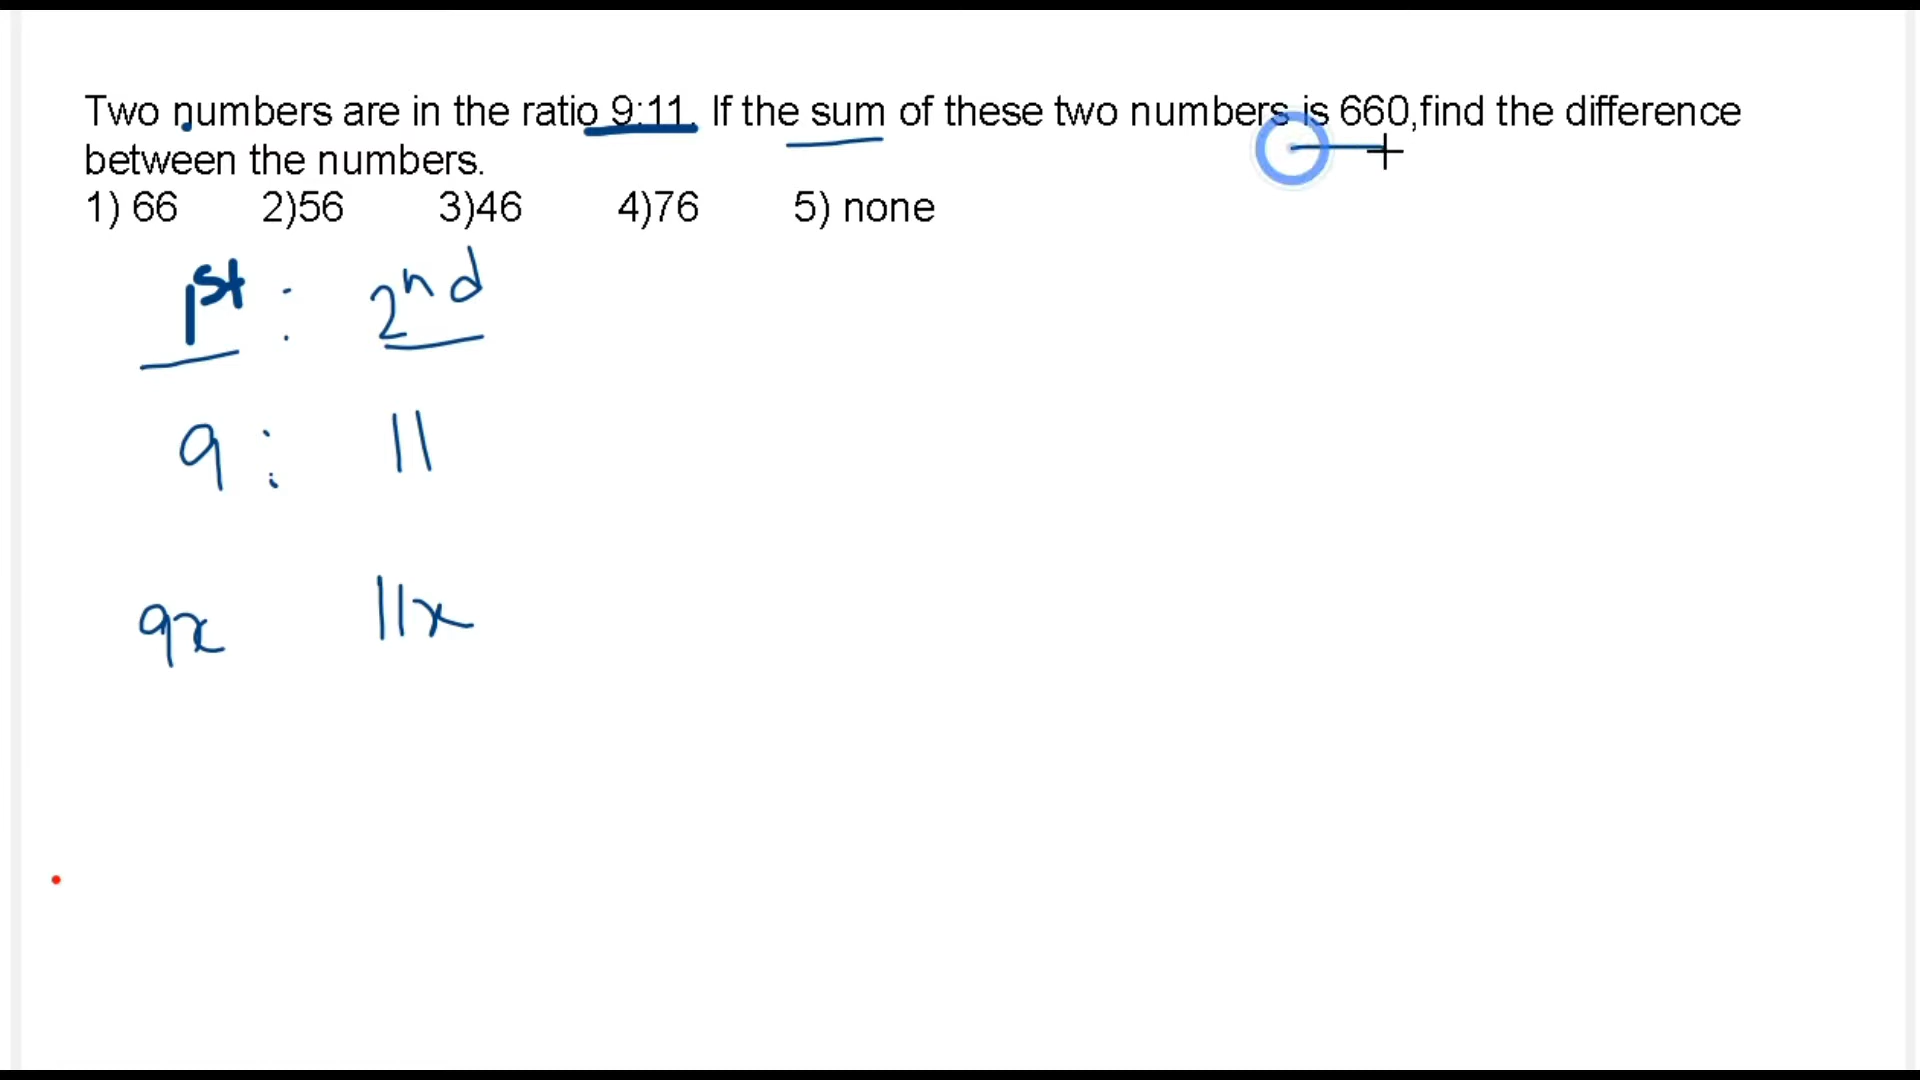 Two numbers are in the ratio 9:11. If the sum of these two numbers is 660,find the difference
between the numbers.
1) 66 2)56 3)46 4)76 5) none
1st : 2nd
9 : 11
9x 11x